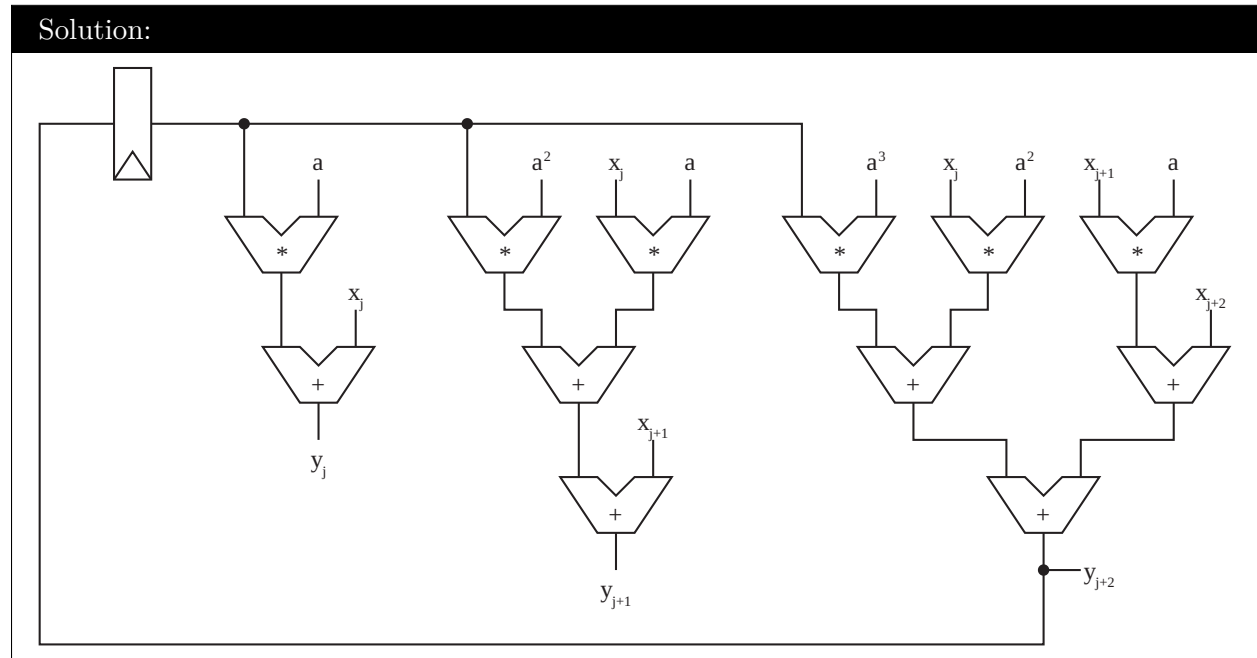 Solution:
a a² x_j a a³ x_j a² x_{j+1} a
* * * * * *
x_j x_{j+2}
+ + + +
x_{j+1}
y_j
+ +
y_{j+2}
y_{j+1}